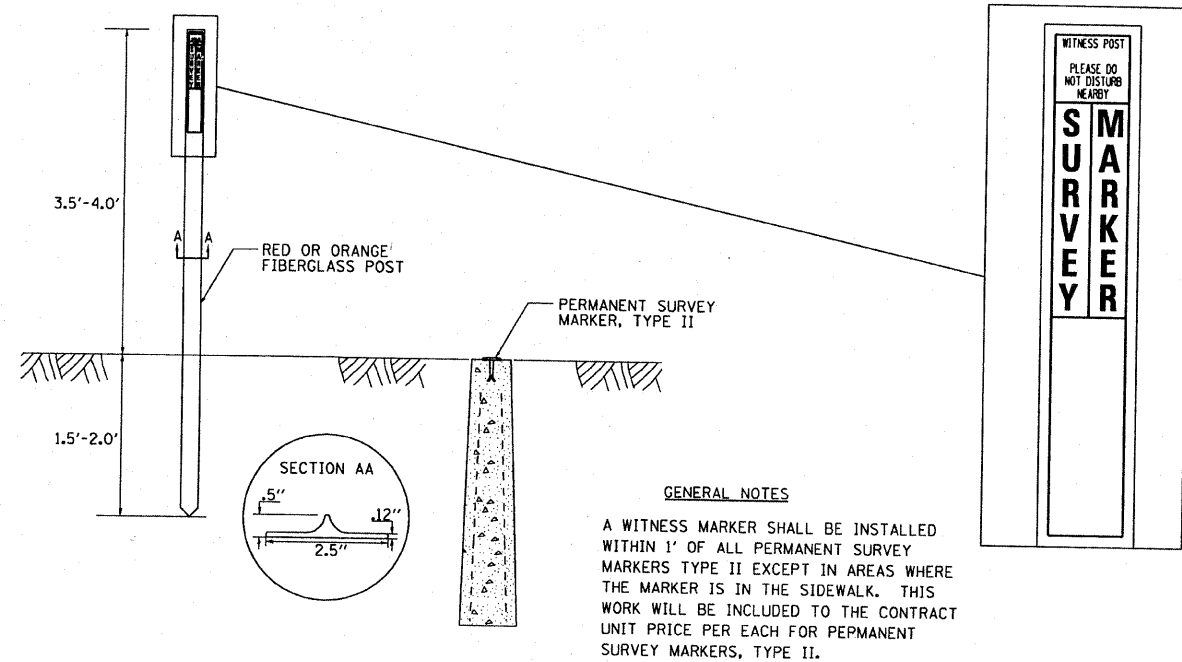 3.5'-4.0'
A A
RED OR ORANGE
FIBERGLASS POST
PERMANENT SURVEY
MARKER, TYPE II
1.5'-2.0'
SECTION AA
.5"
.12"
2.5"
WITNESS POST
PLEASE DO
NOT DISTURB
NEARBY
SURVEY
MARKER
GENERAL NOTES
A WITNESS MARKER SHALL BE INSTALLED
WITHIN 1' OF ALL PERMANENT SURVEY
MARKERS TYPE II EXCEPT IN AREAS WHERE
THE MARKER IS IN THE SIDEWALK. THIS
WORK WILL BE INCLUDED TO THE CONTRACT
UNIT PRICE PER EACH FOR PEPMANENT
SURVEY MARKERS, TYPE II.